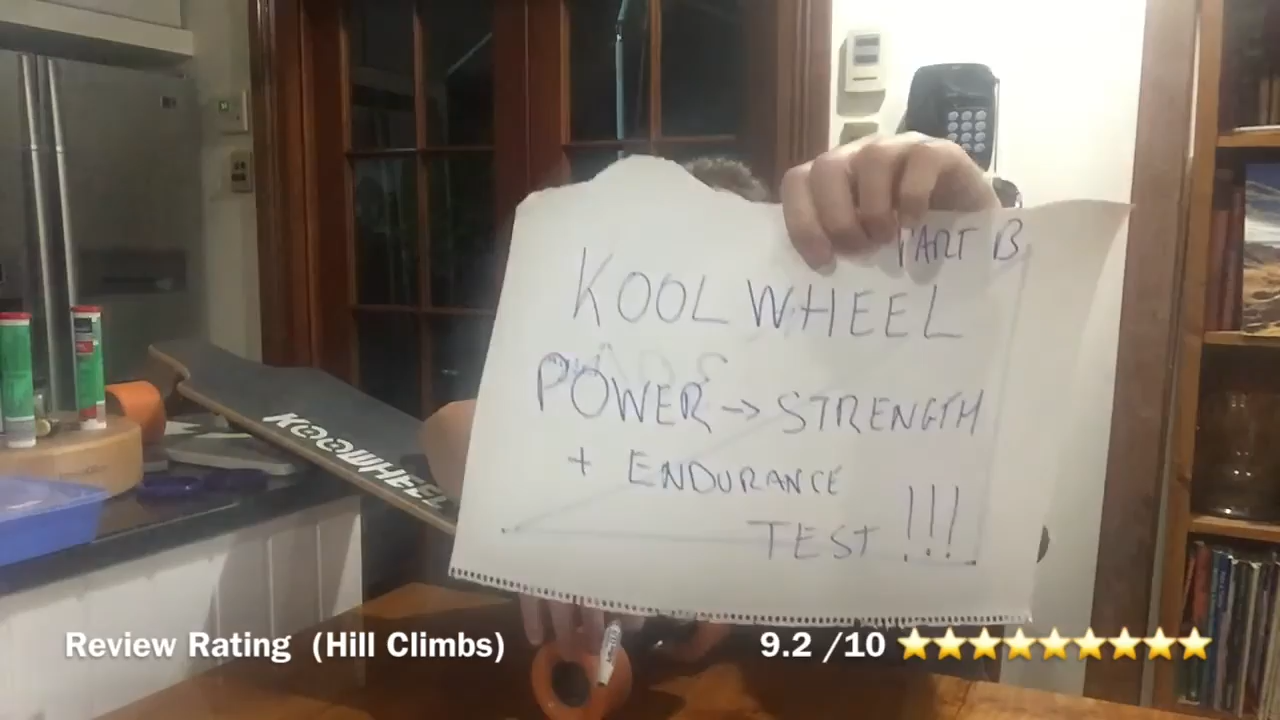 PART B
KOOLWHEEL
POWER -> STRENGTH
+ ENDURANCE
TEST !!!
KOOWHEEL
Review Rating (Hill Climbs) 9.2 /10 ⭐⭐⭐⭐⭐⭐⭐⭐⭐